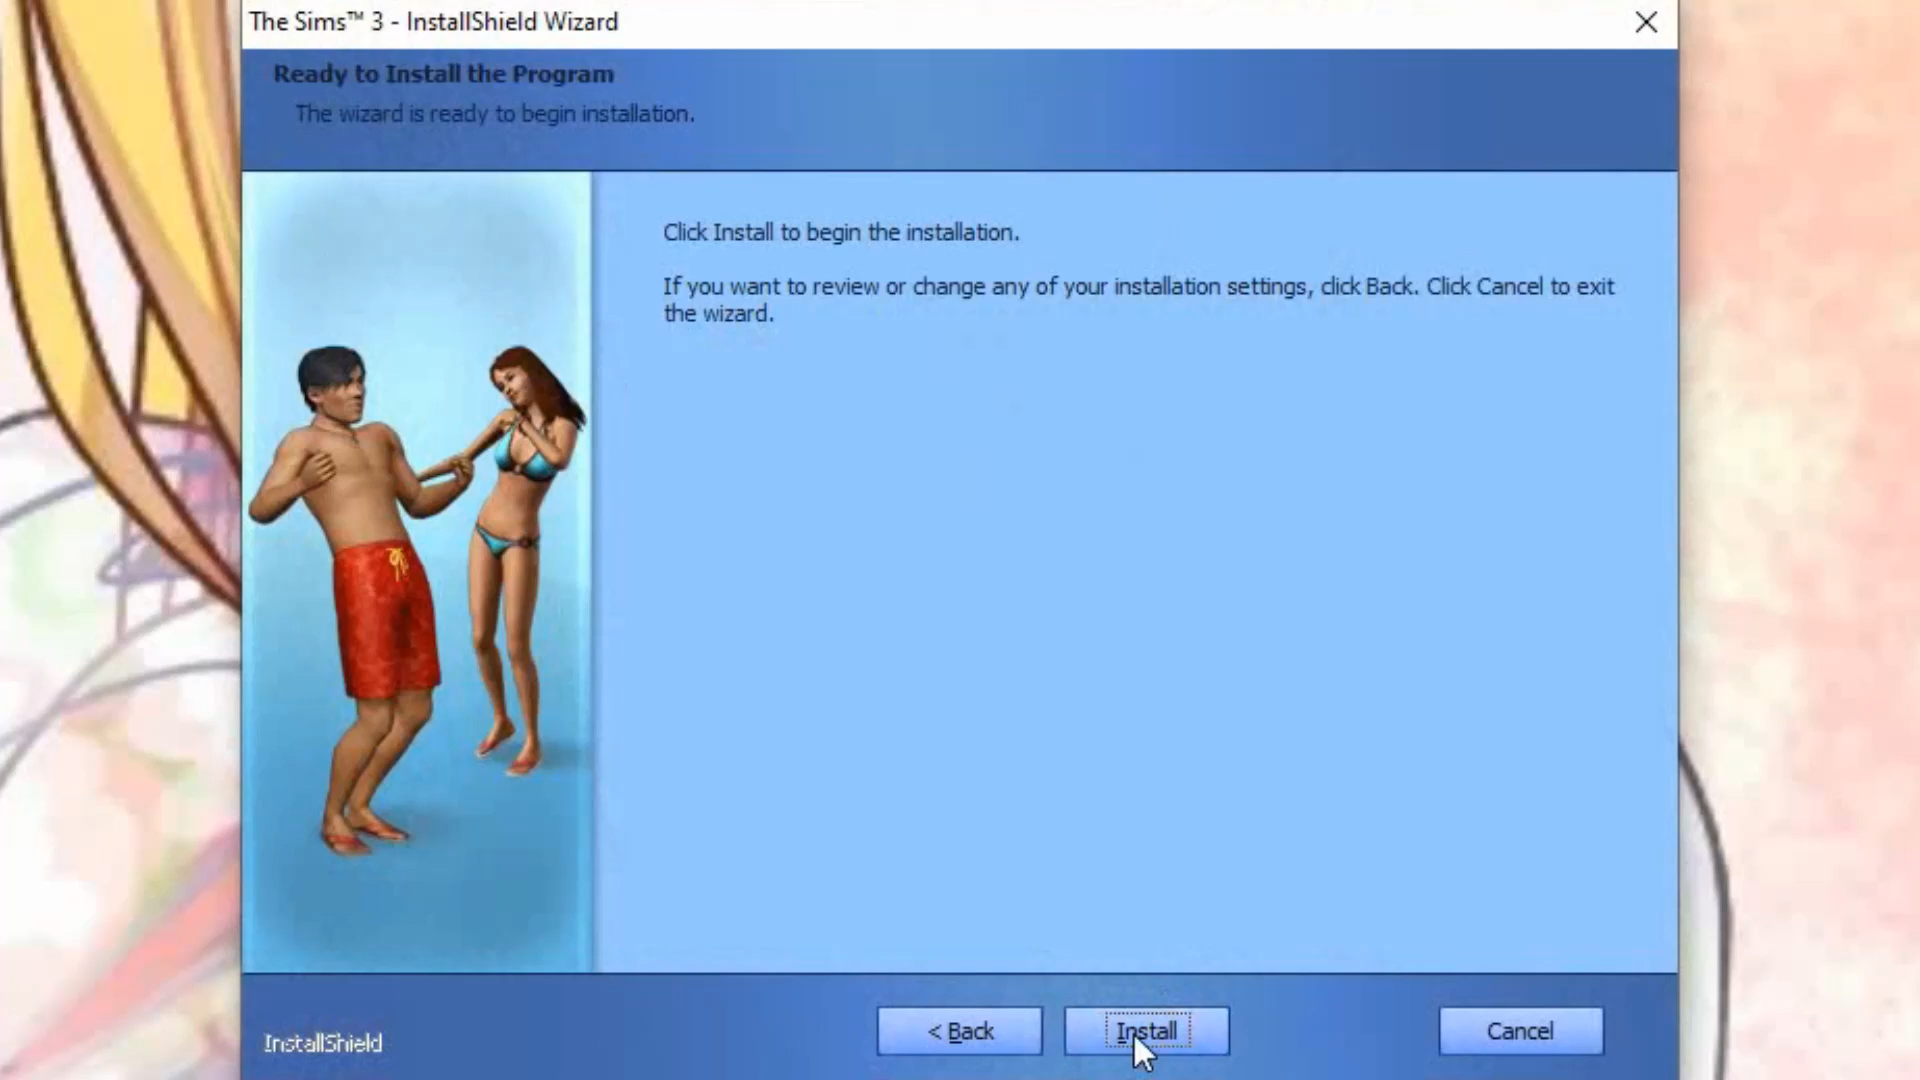 The Sims™ 3 - InstallShield Wizard
Ready to Install the Program
The wizard is ready to begin installation.
Click Install to begin the installation.
If you want to review or change any of your installation settings, click Back. Click Cancel to exit
the wizard.
InstallShield
< Back
Install
Cancel